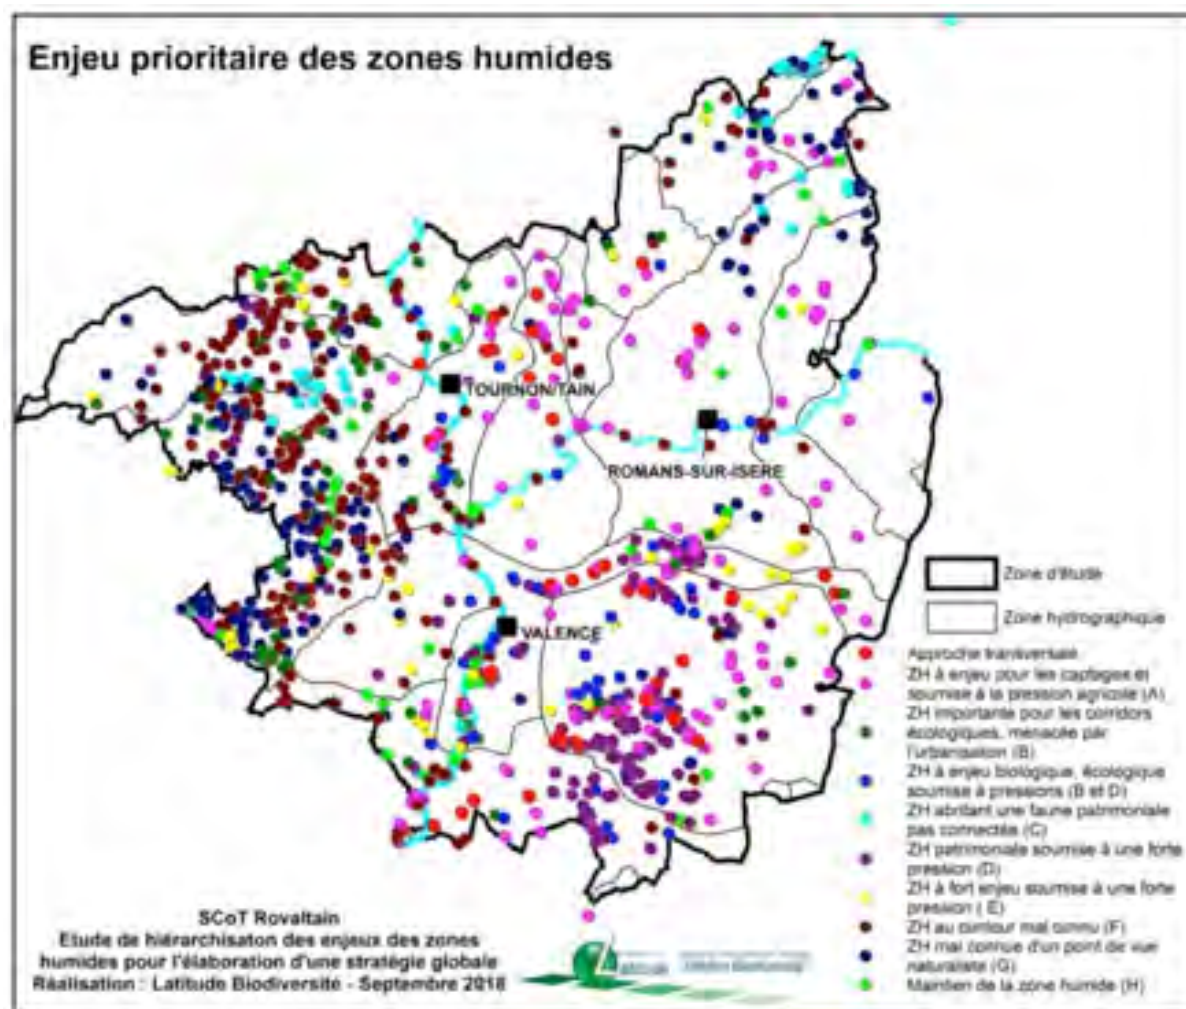 Enjeu prioritaire des zones humides
TOURNON/TAIN
ROMANS-SUR-ISERE
VALENCE
Zone d'étude
Zone hydrographique
Approche transversale
ZH à enjeu pour les captages et
soumise à la pression agricole (A)
ZH importante pour les corridors
écologiques, menacée par
l'urbanisation (B)
ZH à enjeu biologique, écologique
soumise à pressions (B et D)
ZH abritant une faune patrimoniale
pas connectée (C)
ZH patrimoniale soumise à une forte
pression (D)
ZH à fort enjeu soumise à une forte
pression ( E)
ZH au contour mal connu (F)
ZH mal connue d'un point de vue
naturaliste (G)
Maintien de la zone humide (H)
SCoT Rovaltain
Etude de hiérarchisaton des enjeux des zones
humides pour l'élaboration d'une stratégie globale
Réalisation : Latitude Biodiversité - Septembre 2018